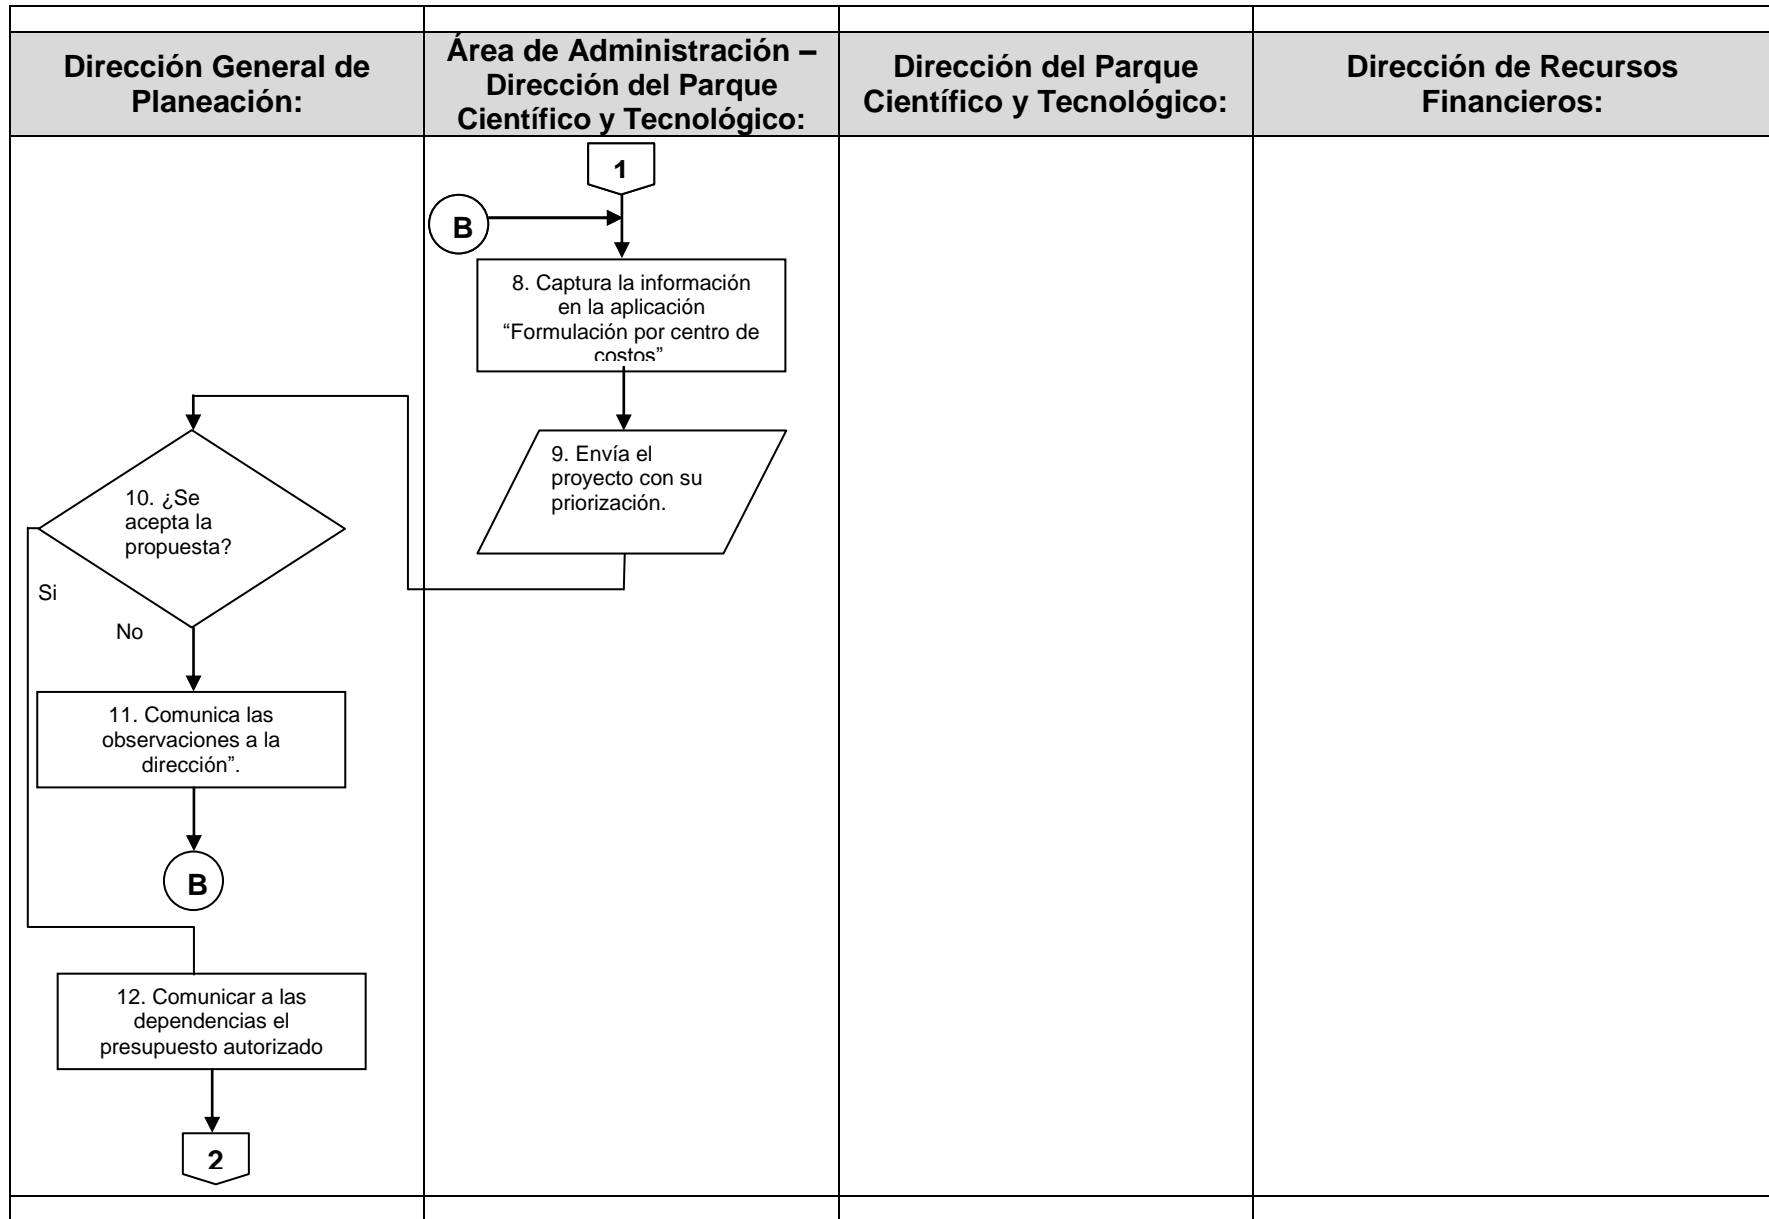 Dirección General de
Planeación:
Área de Administración –
Dirección del Parque
Científico y Tecnológico:
Dirección del Parque
Científico y Tecnológico:
Dirección de Recursos
Financieros:
1
B
8. Captura la información
en la aplicación
“Formulación por centro de
costos”
9. Envía el
proyecto con su
priorización.
10. ¿Se
acepta la
propuesta?
Si
No
11. Comunica las
observaciones a la
dirección”.
B
12. Comunicar a las
dependencias el
presupuesto autorizado
2